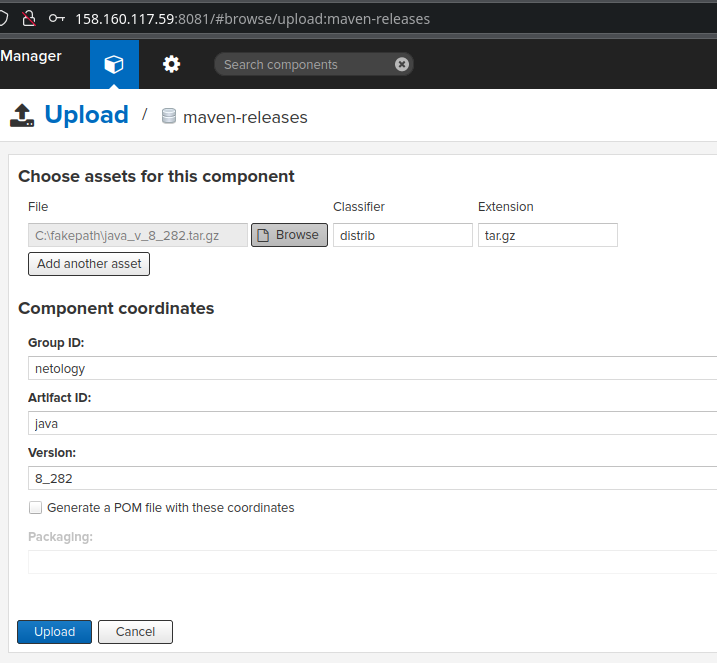 158.160.117.59:8081/#browse/upload:maven-releases
Manager
Search components
Upload / maven-releases
Choose assets for this component
File Classifier Extension
C:\fakepath\java_v_8_282.tar.gz Browse distrib tar.gz
Add another asset
Component coordinates
Group ID:
netology
Artifact ID:
java
Version:
8_282
Generate a POM file with these coordinates
Packaging:
Upload Cancel